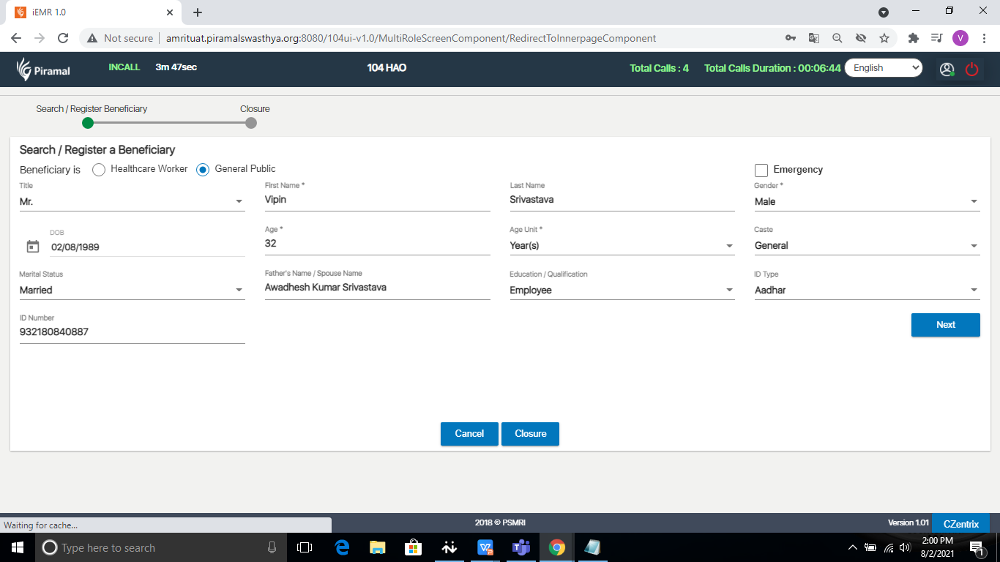 iEMR 1.0
Not secure amrituat.piramalswasthya.org:8080/104ui-v1.0/MultiRoleScreenComponent/RedirectToInnerpageComponent
V
Piramal INCALL 3m 47sec 104 HAO Total Calls : 4 Total Calls Duration : 00:06:44 English
Search / Register Beneficiary Closure
Search / Register a Beneficiary
Beneficiary is Healthcare Worker General Public Emergency
Title First Name * Last Name Gender *
Mr. Vipin Srivastava Male
DOB Age * Age Unit * Caste
02/08/1989 32 Year(s) General
Marital Status Father's Name / Spouse Name Education / Qualification ID Type
Married Awadhesh Kumar Srivastava Employee Aadhar
ID Number
932180840887 Next
Cancel Closure
Waiting for cache... 2018 © PSMRI Version 1.01 CZentrix
Type here to search
2:00 PM
8/2/2021
1